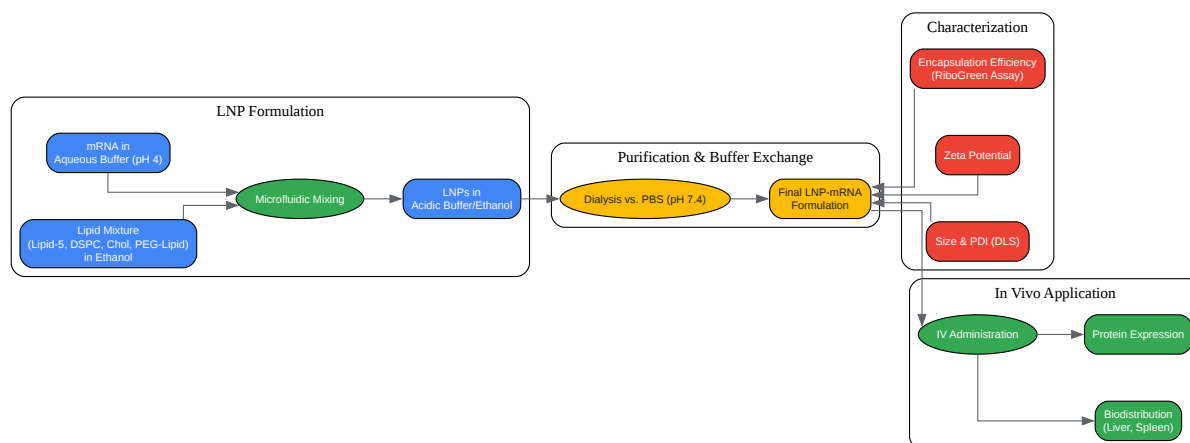 LNP Formulation
mRNA in
Aqueous Buffer (pH 4)
Lipid Mixture
(Lipid-5, DSPC, Chol, PEG-Lipid)
in Ethanol
Microfluidic Mixing
LNPs in
Acidic Buffer/Ethanol
Purification & Buffer Exchange
Dialysis vs. PBS (pH 7.4)
Final LNP-mRNA
Formulation
Characterization
Encapsulation Efficiency
(RiboGreen Assay)
Zeta Potential
Size & PDI (DLS)
In Vivo Application
IV Administration
Protein Expression
Biodistribution
(Liver, Spleen)